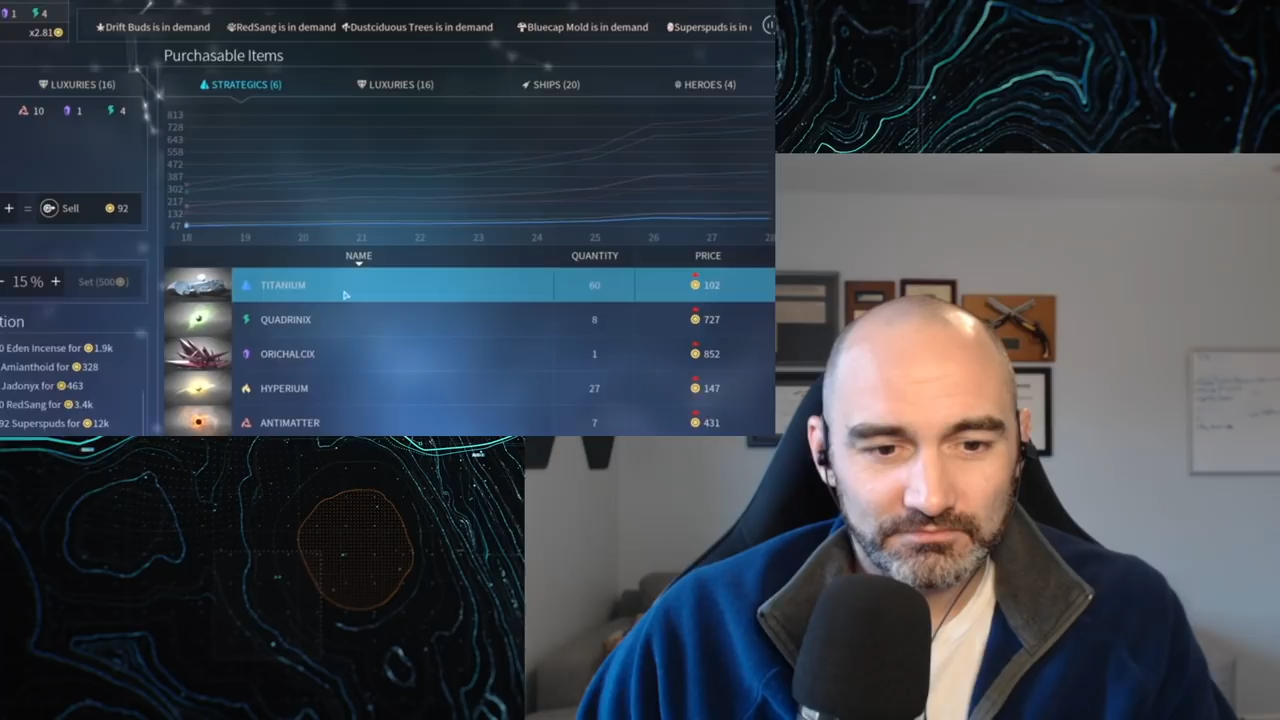 1 4
x2.81
Drift Buds is in demand RedSang is in demand Dustciduous Trees is in demand Bluecap Mold is in demand Superspuds is in
Purchasable Items
LUXURIES (16) STRATEGICS (6) LUXURIES (16) SHIPS (20) HEROES (4)
10 1 4
813
728
643
558
472
387
302
217
132
47
18 19 20 21 22 23 24 25 26 27 28
+ = Sell 92
- 15 % + Set (500)
NAME QUANTITY PRICE
TITANIUM 60 102
QUADRINIX 8 727
ORICHALCIX 1 852
HYPERIUM 27 147
ANTIMATTER 7 431
tion
0 Eden Incense for 1.9k
Amianthoid for 328
Jadonyx for 463
0 RedSang for 3.4k
92 Superspuds for 12k